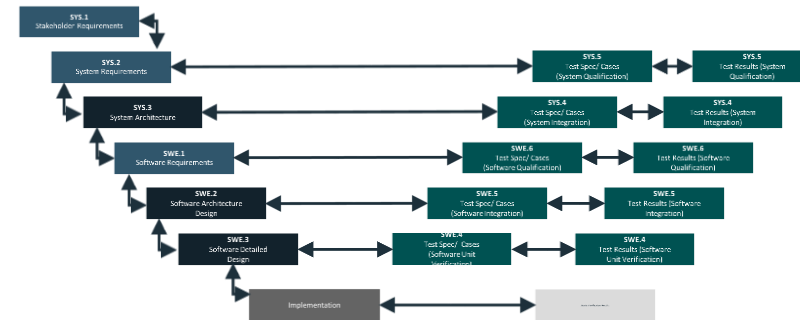 SYS.1
Stakeholder Requirements
SYS.2
System Requirements
SYS.5
Test Spec/ Cases
(System Qualification)
SYS.5
Test Results (System
Qualification)
SYS.3
System Architecture
SYS.4
Test Spec/ Cases
(System Integration)
SYS.4
Test Results (System
Integration)
SWE.1
Software Requirements
SWE.6
Test Spec/ Cases
(Software Qualification)
SWE.6
Test Results (Software
Qualification)
SWE.2
Software Architecture
Design
SWE.5
Test Spec/ Cases
(Software Integration)
SWE.5
Test Results (Software
Integration)
SWE.3
Software Detailed
Design
SWE.4
Test Spec/ Cases
(Software Unit
Verification)
SWE.4
Test Results (Software
Unit Verification)
Implementation